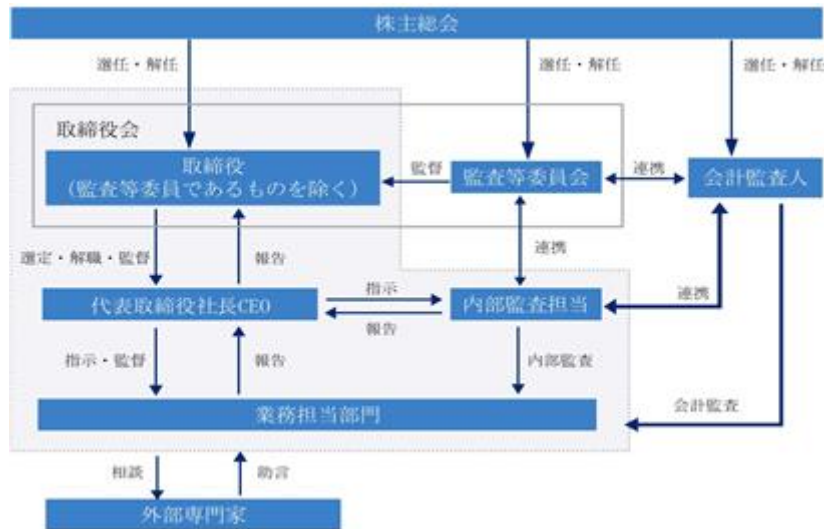 株主総会
選任・解任
選任・解任
選任・解任
取締役会
取締役
(監査等委員であるものを除く)
監督
監査等委員会
連携
会計監査人
選定・解職・監督
報告
連携
代表取締役社長CEO
指示
報告
内部監査担当
連携
指示・監督
報告
内部監査
業務担当部門
会計監査
相談
助言
外部専門家